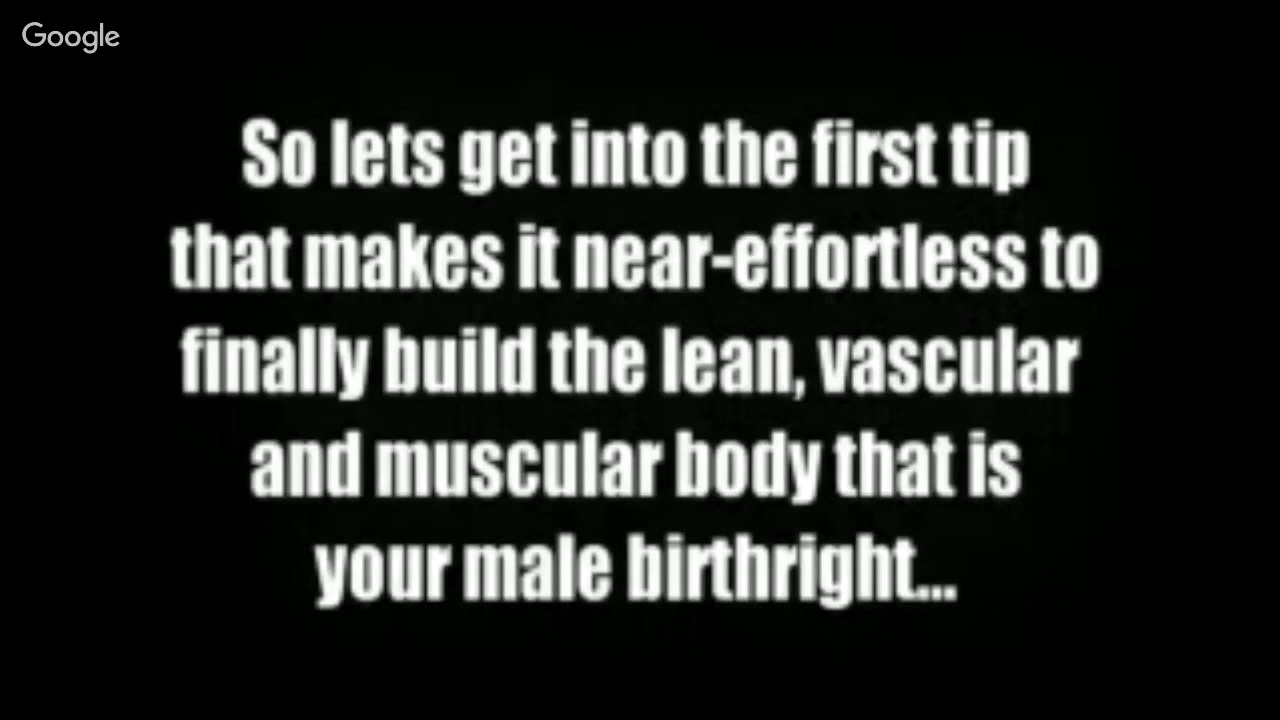 Google
So lets get into the first tip
that makes it near-effortless to
finally build the lean, vascular
and muscular body that is
your male birthright...